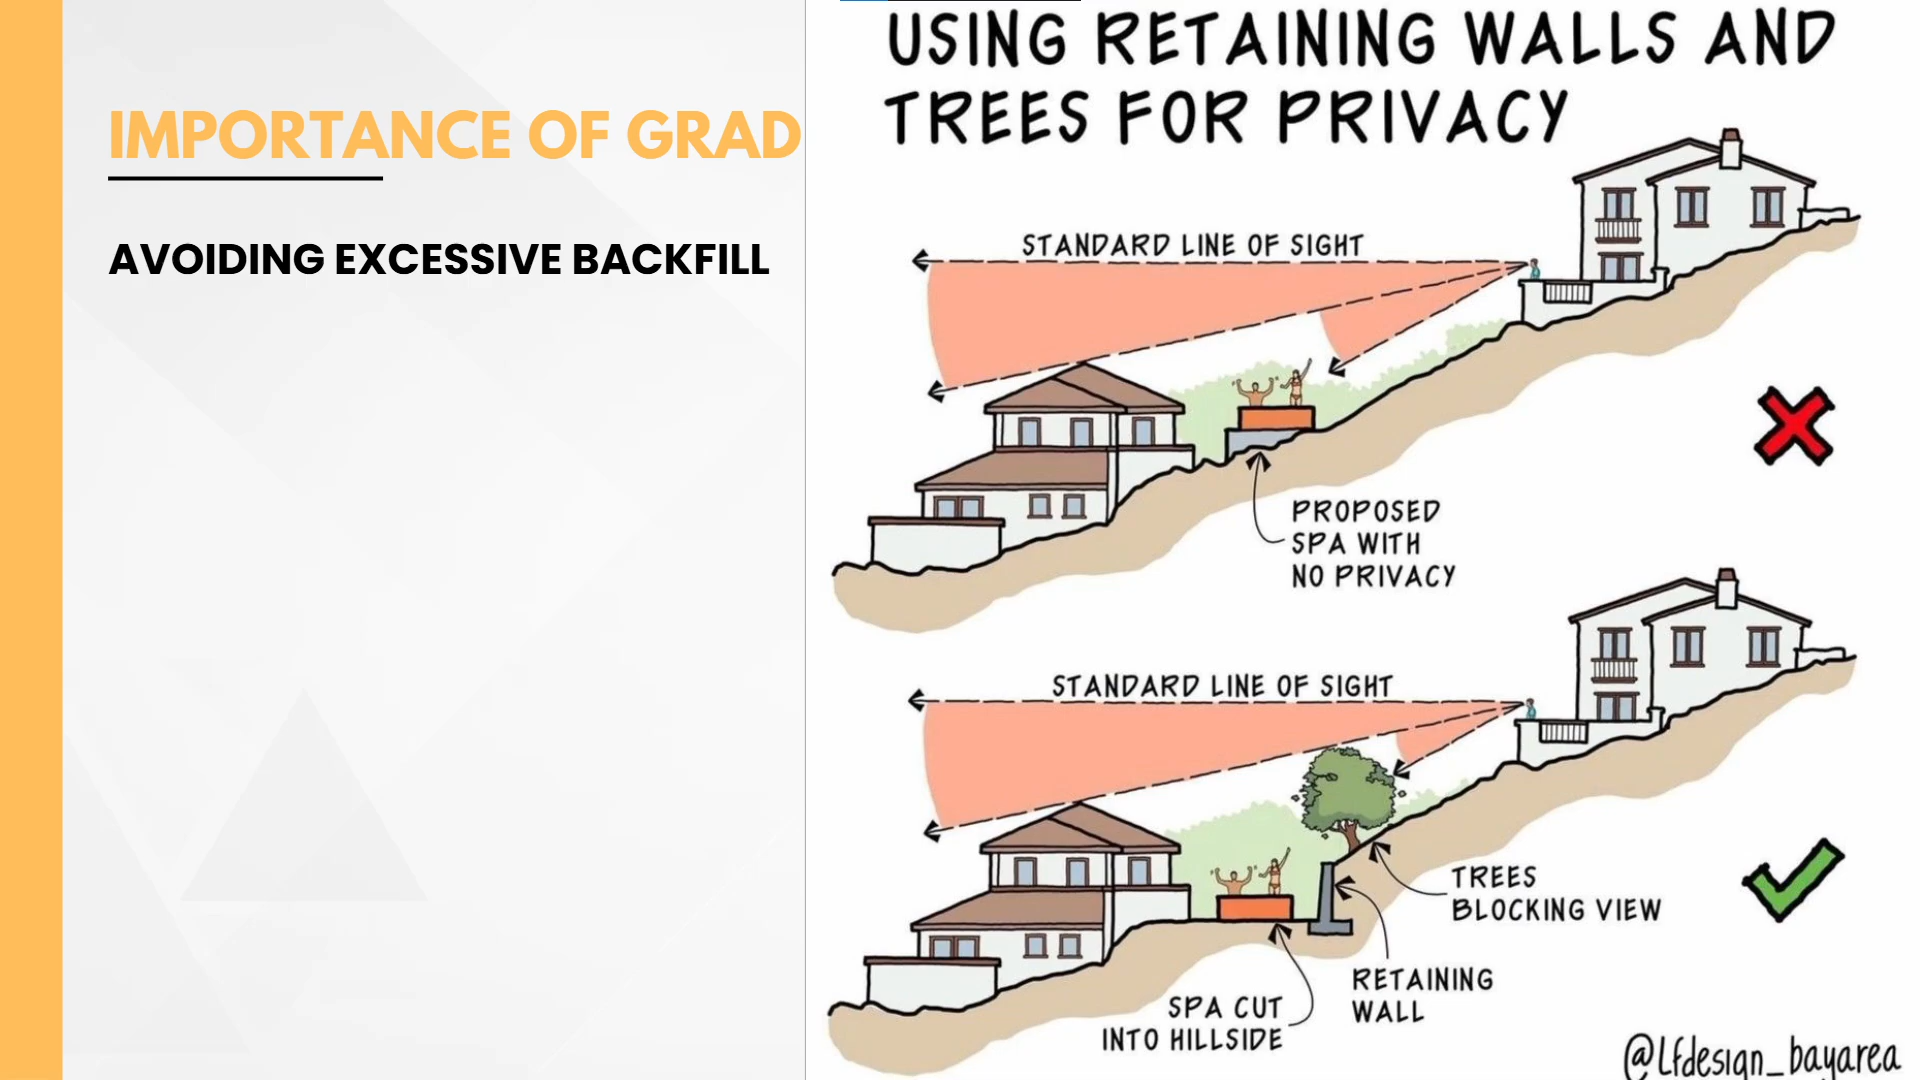 IMPORTANCE OF GRAD
AVOIDING EXCESSIVE BACKFILL
USING RETAINING WALLS AND
TREES FOR PRIVACY
STANDARD LINE OF SIGHT
PROPOSED
SPA WITH
NO PRIVACY
STANDARD LINE OF SIGHT
TREES
BLOCKING VIEW
RETAINING
WALL
SPA CUT
INTO HILLSIDE
@Lfdesign_bayarea